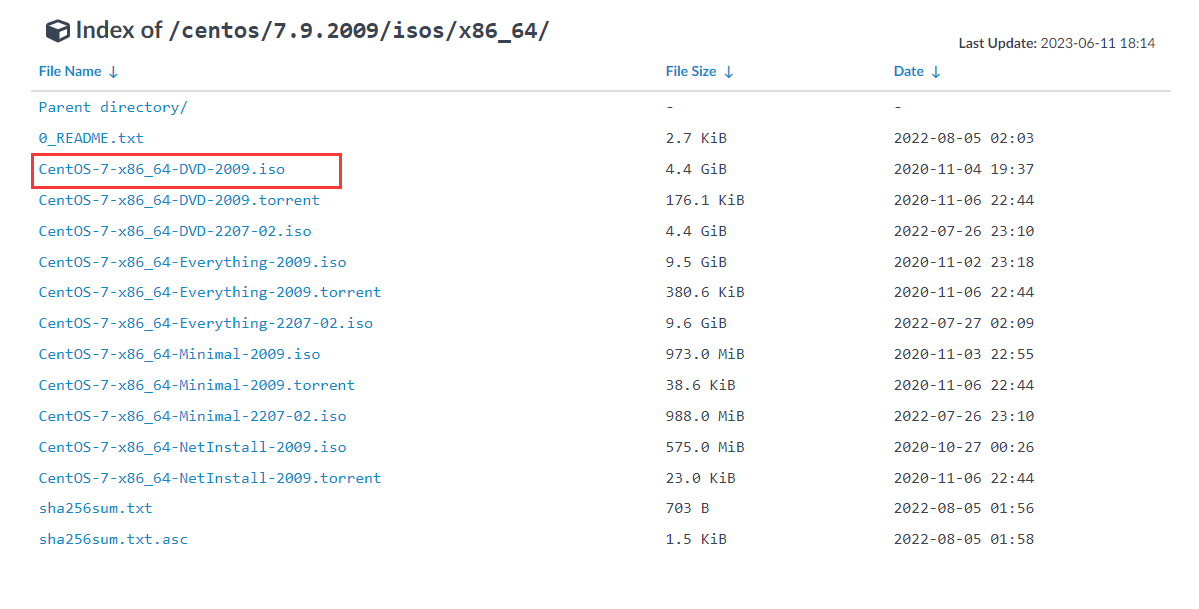 Index of /centos/7.9.2009/isos/x86_64/
Last Update: 2023-06-11 18:14
File Name ↓ File Size ↓ Date ↓
Parent directory/ - -
0_README.txt 2.7 KiB 2022-08-05 02:03
CentOS-7-x86_64-DVD-2009.iso 4.4 GiB 2020-11-04 19:37
CentOS-7-x86_64-DVD-2009.torrent 176.1 KiB 2020-11-06 22:44
CentOS-7-x86_64-DVD-2207-02.iso 4.4 GiB 2022-07-26 23:10
CentOS-7-x86_64-Everything-2009.iso 9.5 GiB 2020-11-02 23:18
CentOS-7-x86_64-Everything-2009.torrent 380.6 KiB 2020-11-06 22:44
CentOS-7-x86_64-Everything-2207-02.iso 9.6 GiB 2022-07-27 02:09
CentOS-7-x86_64-Minimal-2009.iso 973.0 MiB 2020-11-03 22:55
CentOS-7-x86_64-Minimal-2009.torrent 38.6 KiB 2020-11-06 22:44
CentOS-7-x86_64-Minimal-2207-02.iso 988.0 MiB 2022-07-26 23:10
CentOS-7-x86_64-NetInstall-2009.iso 575.0 MiB 2020-10-27 00:26
CentOS-7-x86_64-NetInstall-2009.torrent 23.0 KiB 2020-11-06 22:44
sha256sum.txt 703 B 2022-08-05 01:56
sha256sum.txt.asc 1.5 KiB 2022-08-05 01:58